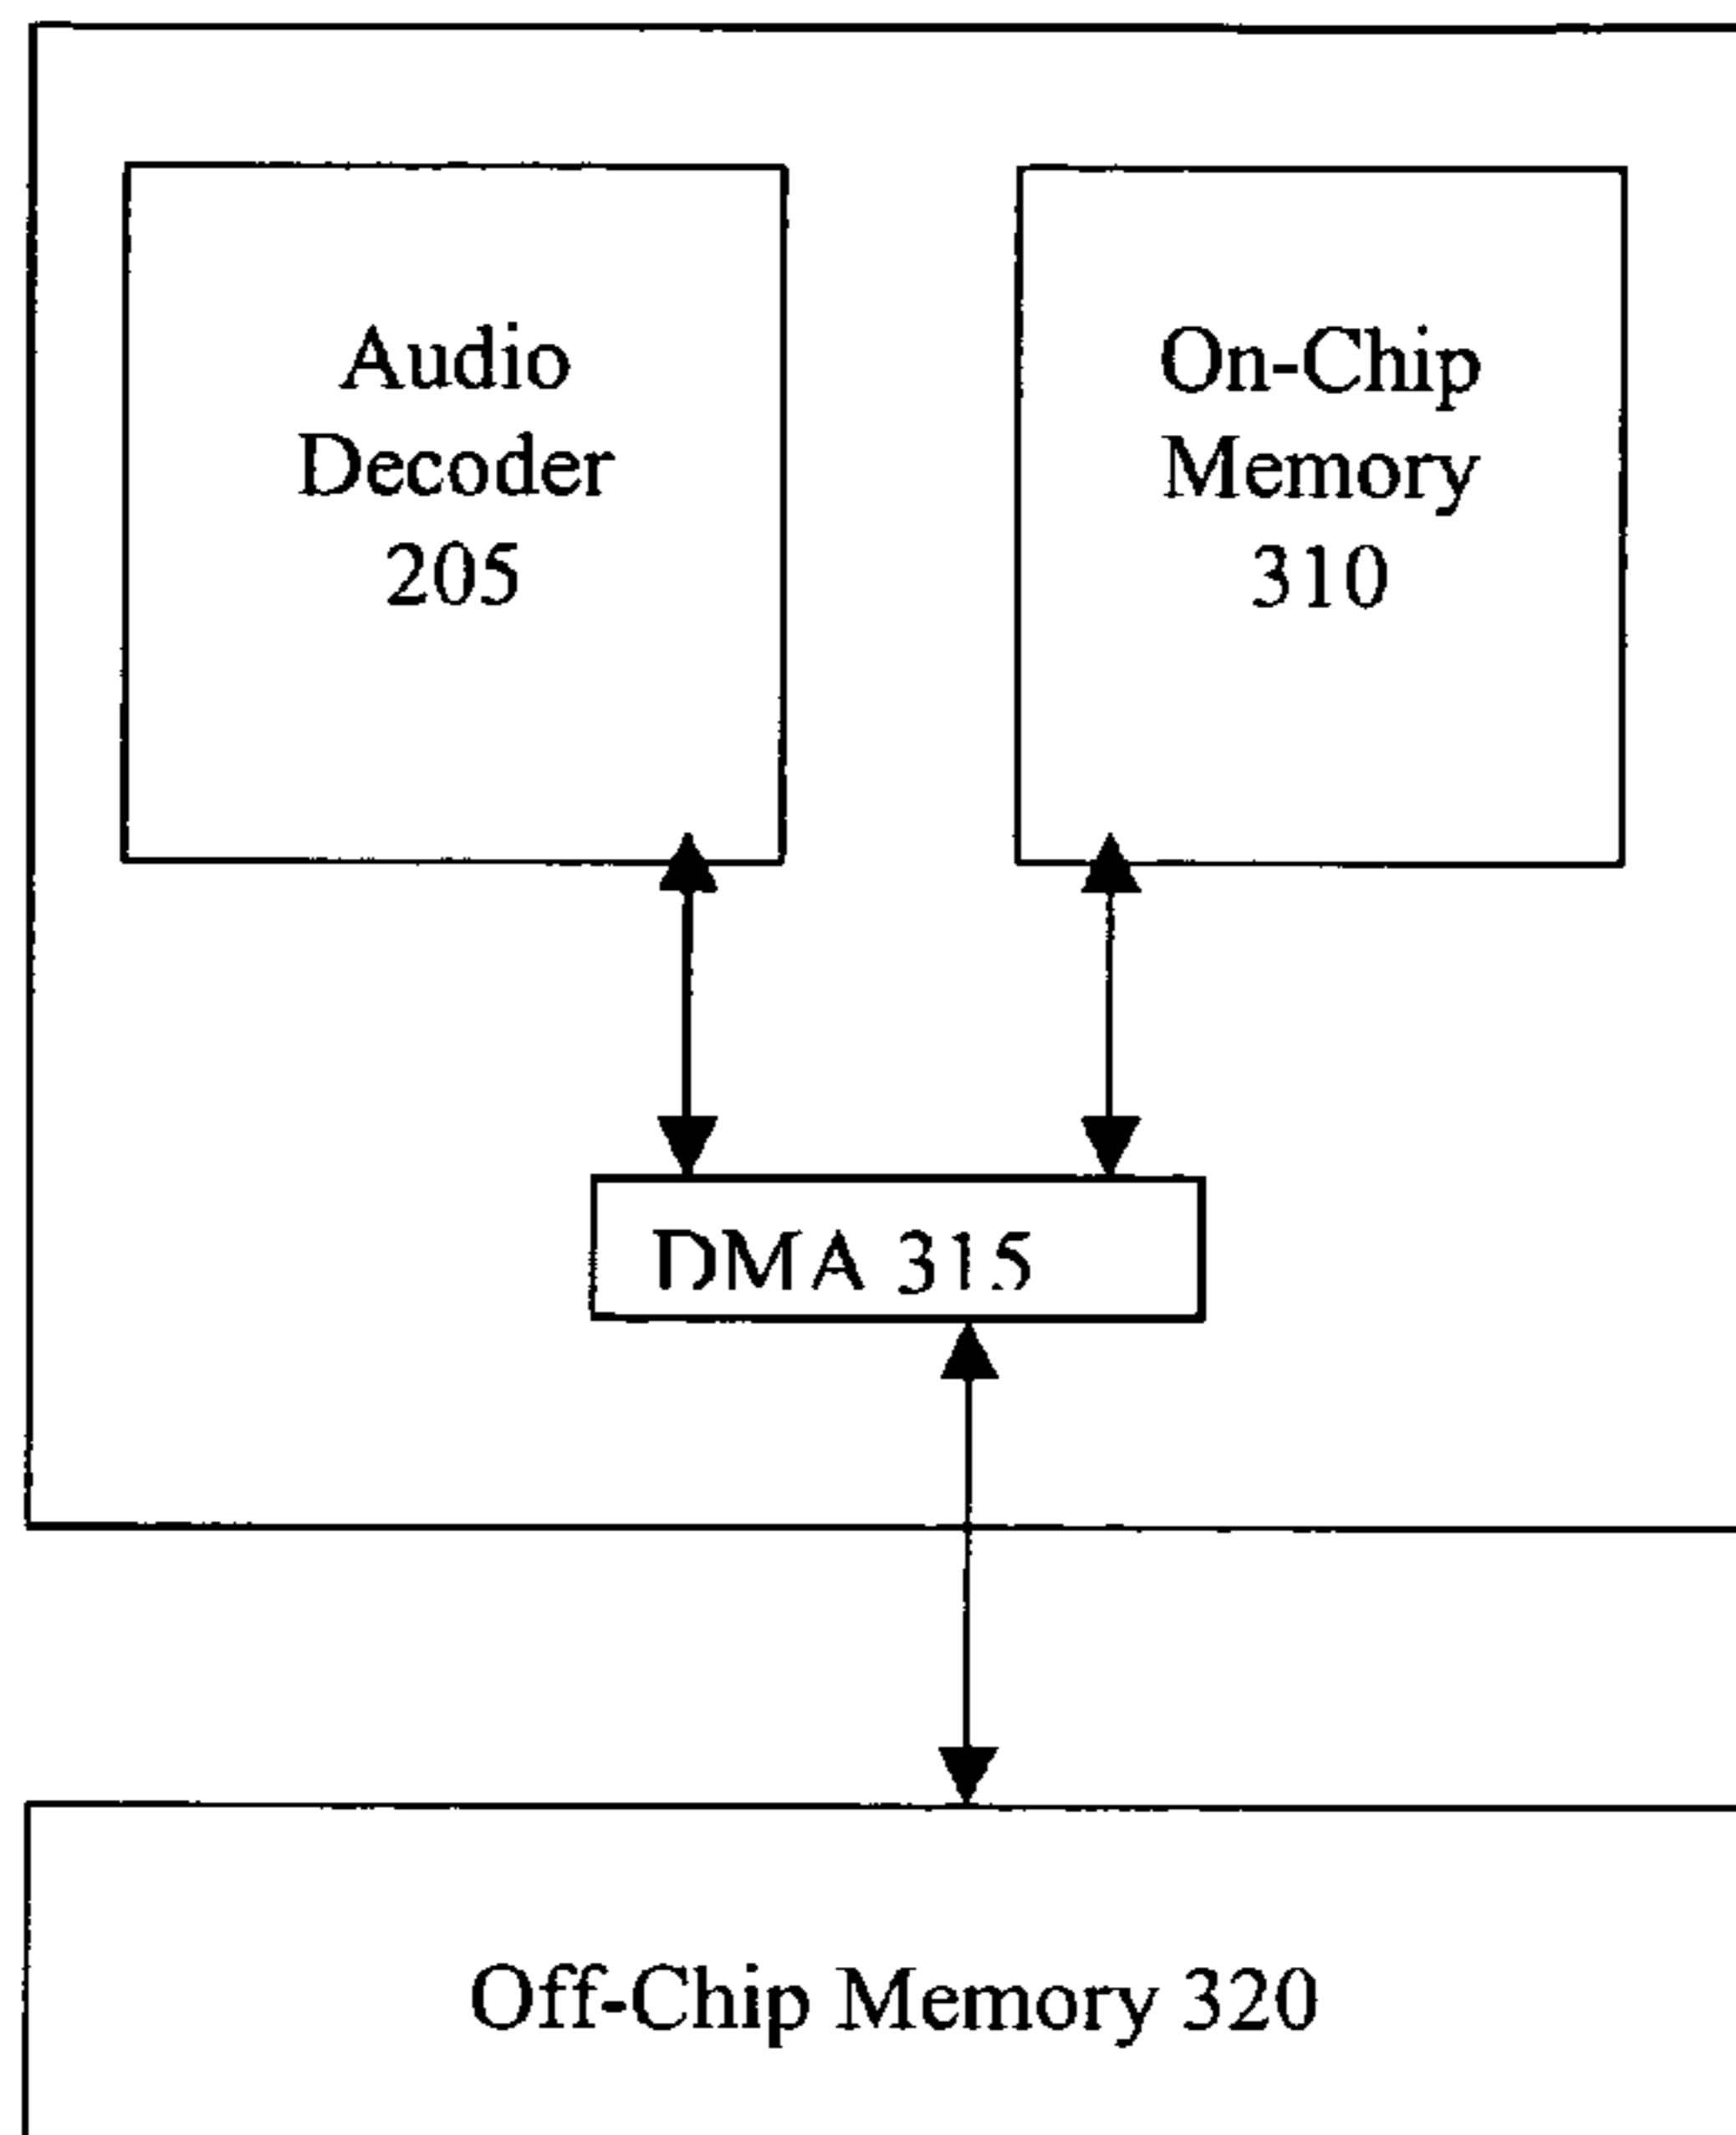 Audio
Decoder
205
On-Chip
Memory
310
DMA 315
Off-Chip Memory 320